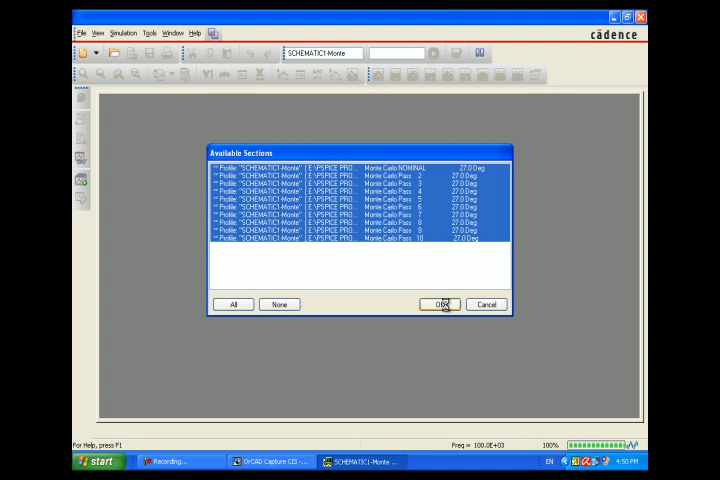 File View Simulation Tools Window Help
cādence
SCHEMATIC1-Monte
Available Sections
** Profile: "SCHEMATIC1-Monte" [ E:\PSPICE PRO... Monte Carlo NOMINAL 27.0 Deg
** Profile: "SCHEMATIC1-Monte" [ E:\PSPICE PRO... Monte Carlo Pass 2 27.0 Deg
** Profile: "SCHEMATIC1-Monte" [ E:\PSPICE PRO... Monte Carlo Pass 3 27.0 Deg
** Profile: "SCHEMATIC1-Monte" [ E:\PSPICE PRO... Monte Carlo Pass 4 27.0 Deg
** Profile: "SCHEMATIC1-Monte" [ E:\PSPICE PRO... Monte Carlo Pass 5 27.0 Deg
** Profile: "SCHEMATIC1-Monte" [ E:\PSPICE PRO... Monte Carlo Pass 6 27.0 Deg
** Profile: "SCHEMATIC1-Monte" [ E:\PSPICE PRO... Monte Carlo Pass 7 27.0 Deg
** Profile: "SCHEMATIC1-Monte" [ E:\PSPICE PRO... Monte Carlo Pass 8 27.0 Deg
** Profile: "SCHEMATIC1-Monte" [ E:\PSPICE PRO... Monte Carlo Pass 9 27.0 Deg
** Profile: "SCHEMATIC1-Monte" [ E:\PSPICE PRO... Monte Carlo Pass 10 27.0 Deg
All None OK Cancel
For Help, press F1 Freq = 100.0E+03 100%
start Recording... OrCAD Capture CIS -... SCHEMATIC1-Monte ... EN 4:50 PM